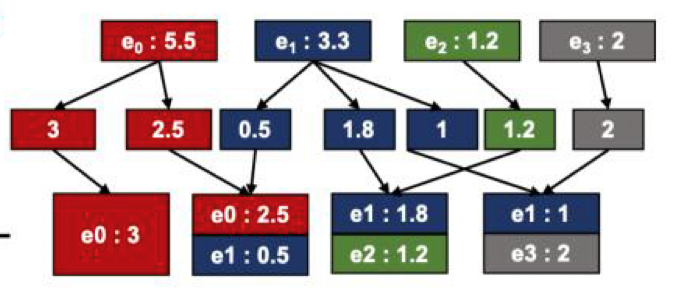 e₀ : 5.5 e₁ : 3.3 e₂ : 1.2 e₃ : 2
3 2.5 0.5 1.8 1 1.2 2
e0 : 3 e0 : 2.5 e1 : 1.8 e1 : 1
e1 : 0.5 e2 : 1.2 e3 : 2